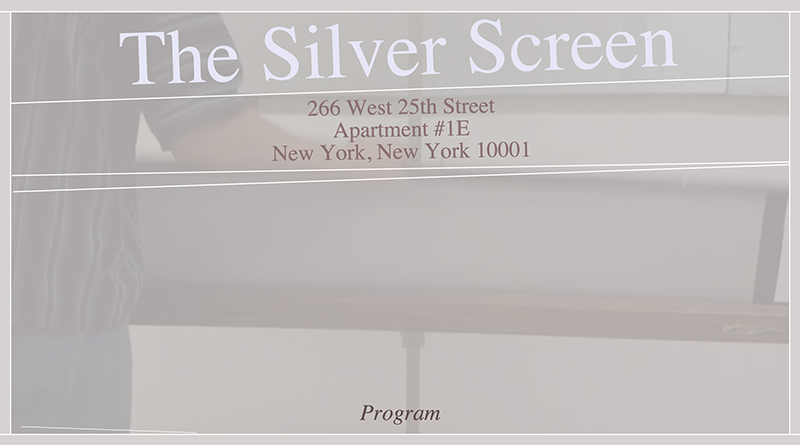 The Silver Screen
266 West 25th Street
Apartment #1E
New York, New York 10001
Program